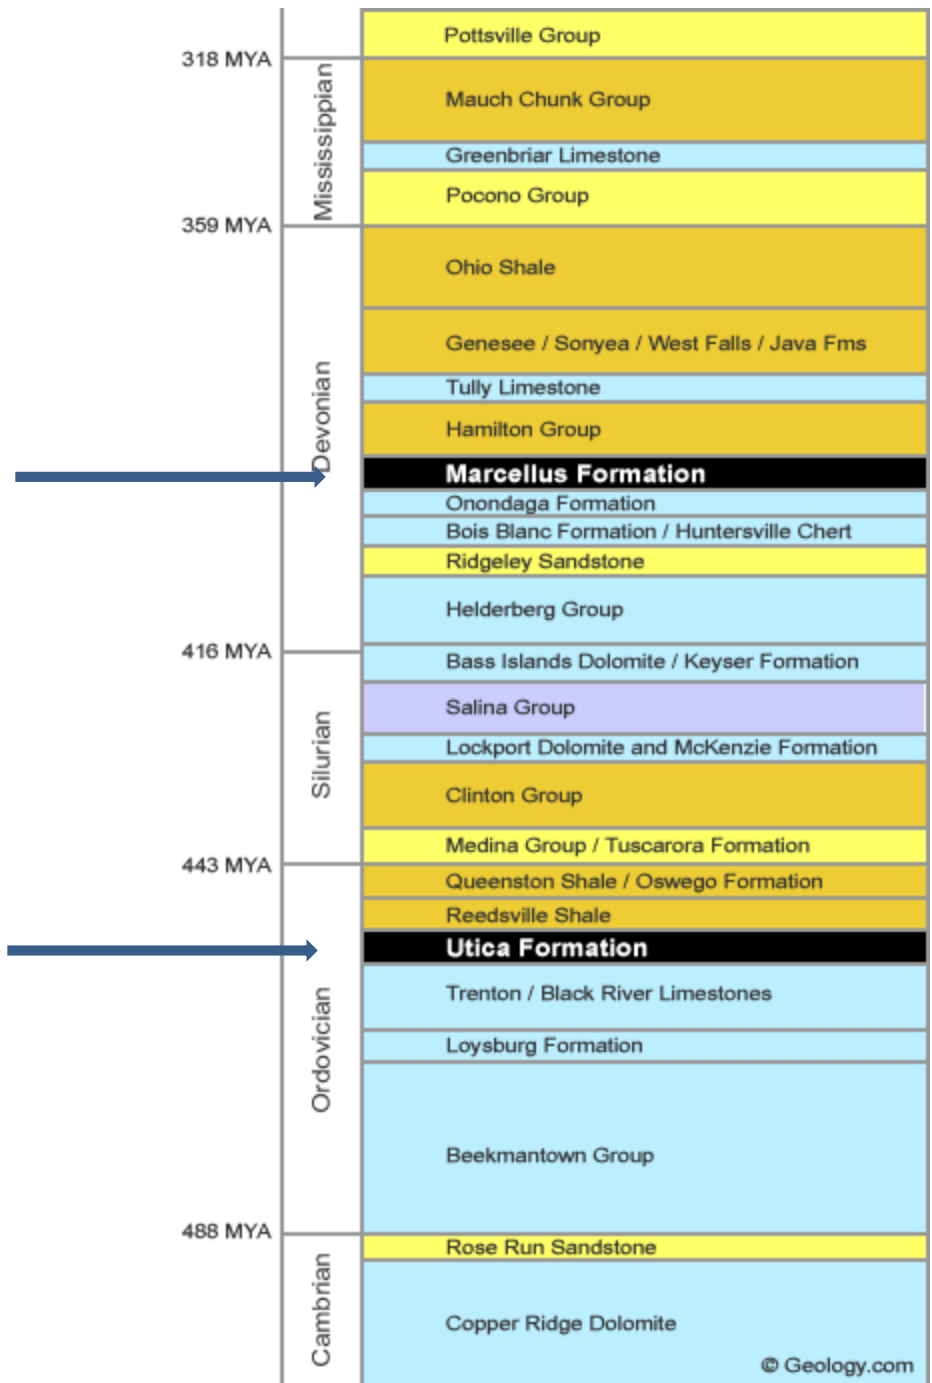 Pottsville Group
318 MYA
Mississippian
Mauch Chunk Group
Greenbriar Limestone
Pocono Group
359 MYA
Devonian
Ohio Shale
Genesee / Sonyea / West Falls / Java Fms
Tully Limestone
Hamilton Group
Marcellus Formation
Onondaga Formation
Bois Blanc Formation / Huntersville Chert
Ridgeley Sandstone
Helderberg Group
416 MYA
Silurian
Bass Islands Dolomite / Keyser Formation
Salina Group
Lockport Dolomite and McKenzie Formation
Clinton Group
Medina Group / Tuscarora Formation
443 MYA
Ordovician
Queenston Shale / Oswego Formation
Reedsville Shale
Utica Formation
Trenton / Black River Limestones
Loysburg Formation
Beekmantown Group
488 MYA
Cambrian
Rose Run Sandstone
Copper Ridge Dolomite
© Geology.com